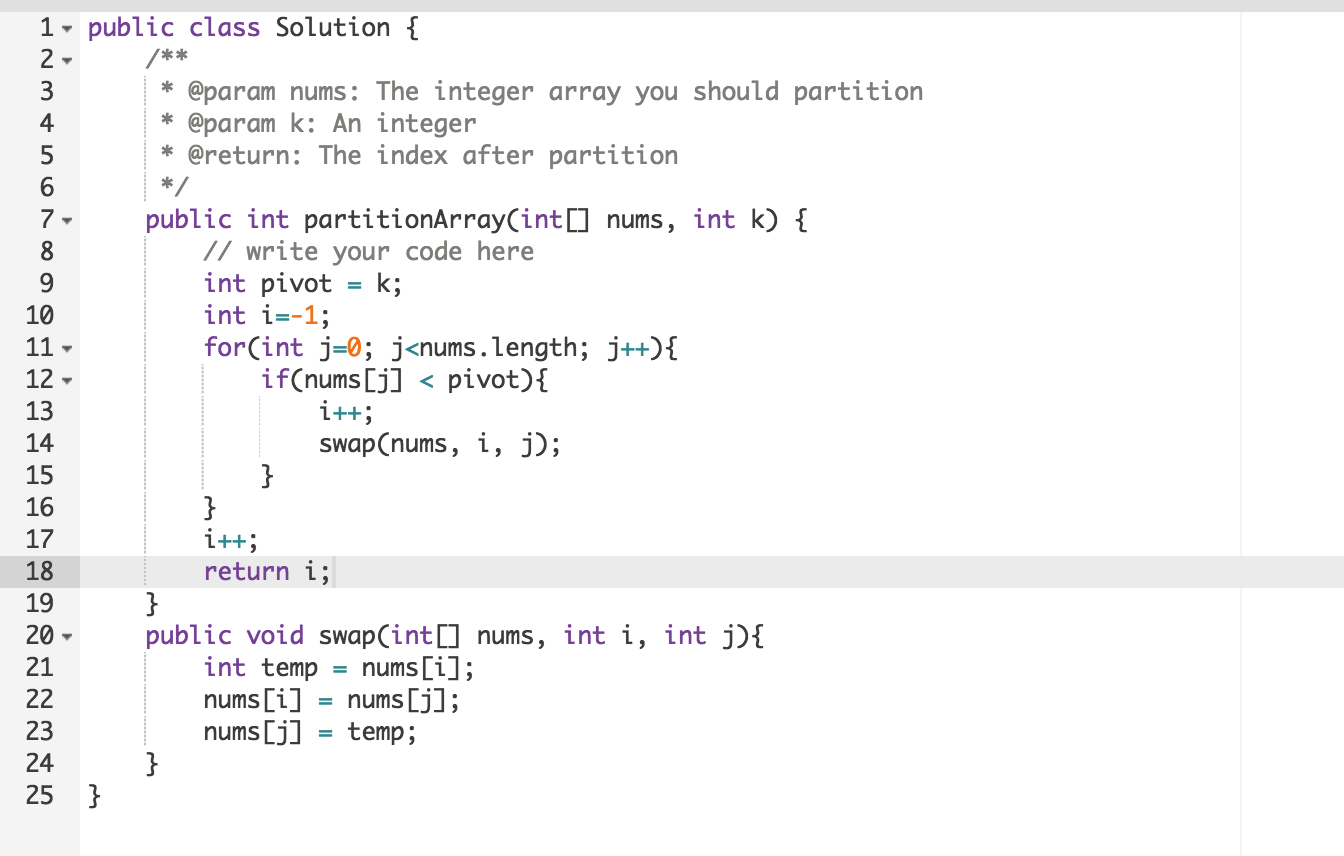 1 public class Solution {
2     /**
3      * @param nums: The integer array you should partition
4      * @param k: An integer
5      * @return: The index after partition
6      */
7     public int partitionArray(int[] nums, int k) {
8         // write your code here
9         int pivot = k;
10         int i=-1;
11         for(int j=0; j<nums.length; j++){
12             if(nums[j] < pivot){
13                 i++;
14                 swap(nums, i, j);
15             }
16         }
17         i++;
18         return i;
19     }
20     public void swap(int[] nums, int i, int j){
21         int temp = nums[i];
22         nums[i] = nums[j];
23         nums[j] = temp;
24     }
25 }